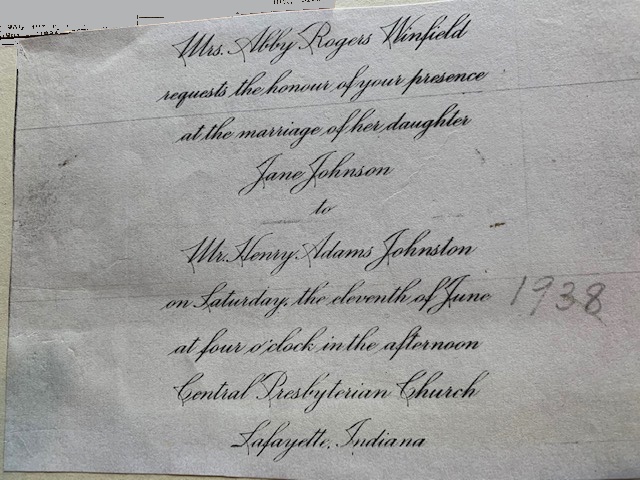 Mrs. Abby Rogers Winfield
requests the honour of your presence
at the marriage of her daughter
Jane Johnson
to
Mr. Henry Adams Johnston
on Saturday, the eleventh of June 1938
at four o'clock in the afternoon
Central Presbyterian Church
Lafayette, Indiana